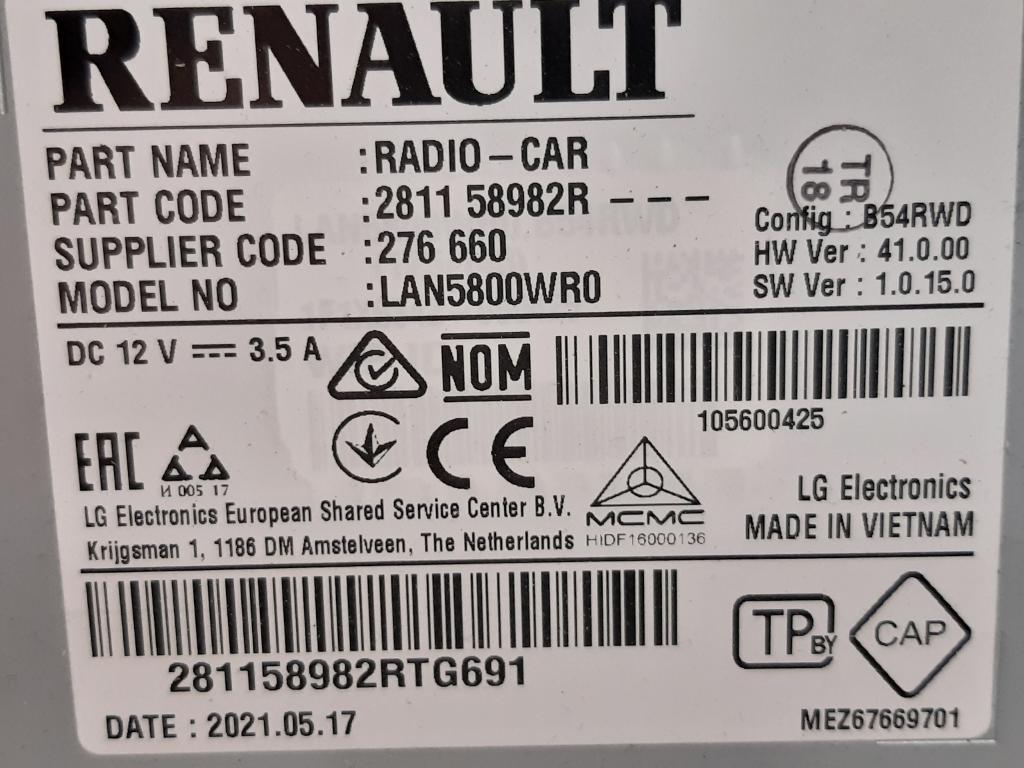 RENAULT
PART NAME : RADIO-CAR
PART CODE : 2811 58982R - - -
SUPPLIER CODE : 276 660
MODEL NO : LAN5800WR0
TR
18
Config : B54RWD
HW Ver : 41.0.00
SW Ver : 1.0.15.0
DC 12 V ⎓ 3.5 A
NOM
105600425
EAC
И 005 17
CE
MCMC
HIDF16000136
LG Electronics European Shared Service Center B.V.
Krijgsman 1, 1186 DM Amstelveen, The Netherlands
LG Electronics
MADE IN VIETNAM
281158982RTG691
DATE : 2021.05.17
TP BY
CAP
MEZ67669701